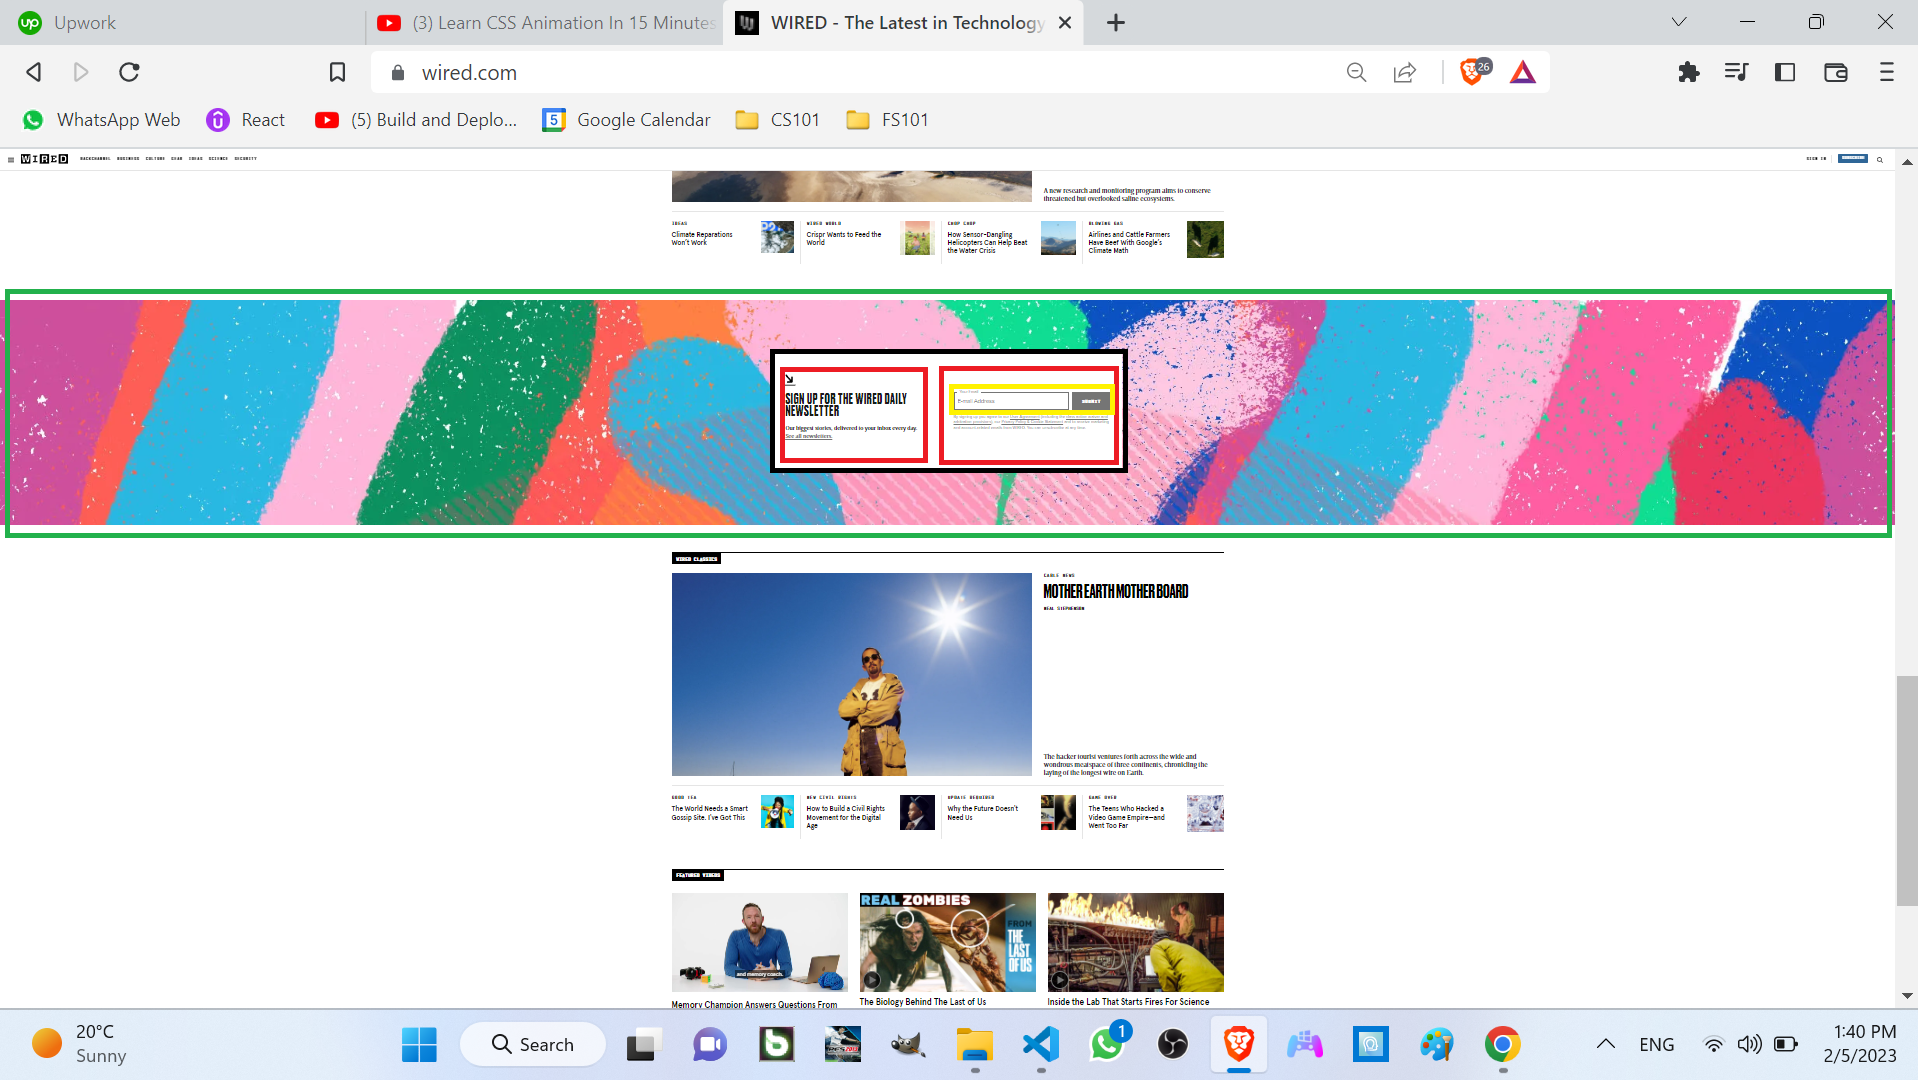 Upwork
(3) Learn CSS Animation In 15 Minutes
WIRED - The Latest in Technology
wired.com
26
WhatsApp Web
React
(5) Build and Deplo...
5
Google Calendar
CS101
FS101
WIRED
BACKCHANNEL BUSINESS CULTURE GEAR IDEAS SCIENCE SECURITY
SIGN IN
SUBSCRIBE
A new research and monitoring program aims to conserve
threatened but overlooked saline ecosystems.
IDEAS
Climate Reparations
Won't Work
WIRED WORLD
Crispr Wants to Feed the
World
CHOP CHOP
How Sensor-Dangling
Helicopters Can Help Beat
the Water Crisis
BLOWING GAS
Airlines and Cattle Farmers
Have Beef With Google's
Climate Math
SIGN UP FOR THE WIRED DAILY
NEWSLETTER
Our biggest stories, delivered to your inbox every day.
See all newsletters.
E-mail Address
SUBMIT
WIRED CLASSICS
CABLE NEWS
MOTHER EARTH MOTHER BOARD
NEAL STEPHENSON
The hacker tourist ventures forth across the wide and
wondrous meatspace of three continents, chronicling the
laying of the longest wire on Earth.
GOOD TEA
The World Needs a Smart
Gossip Site. I've Got This
NEW CIVIL RIGHTS
How to Build a Civil Rights
Movement for the Digital
Age
UPDATE REQUIRED
Why the Future Doesn't
Need Us
GAME OVER
The Teens Who Hacked a
Video Game Empire—and
Went Too Far
FEATURED VIDEOS
and memory coach.
REAL ZOMBIES
FROM
THE
LAST
OF US
Memory Champion Answers Questions From
The Biology Behind The Last of Us
Inside the Lab That Starts Fires For Science
20°C
Sunny
Search
1
ENG
1:40 PM
2/5/2023